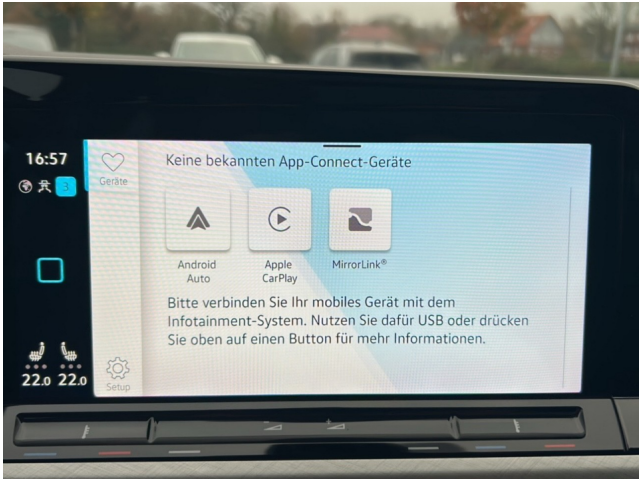 16:57
Keine bekannten App-Connect-Geräte
Geräte
3
Android
Auto
Apple
CarPlay
MirrorLink®
Bitte verbinden Sie Ihr mobiles Gerät mit dem
Infotainment-System. Nutzen Sie dafür USB oder drücken
Sie oben auf einen Button für mehr Informationen.
22.0 22.0
Setup